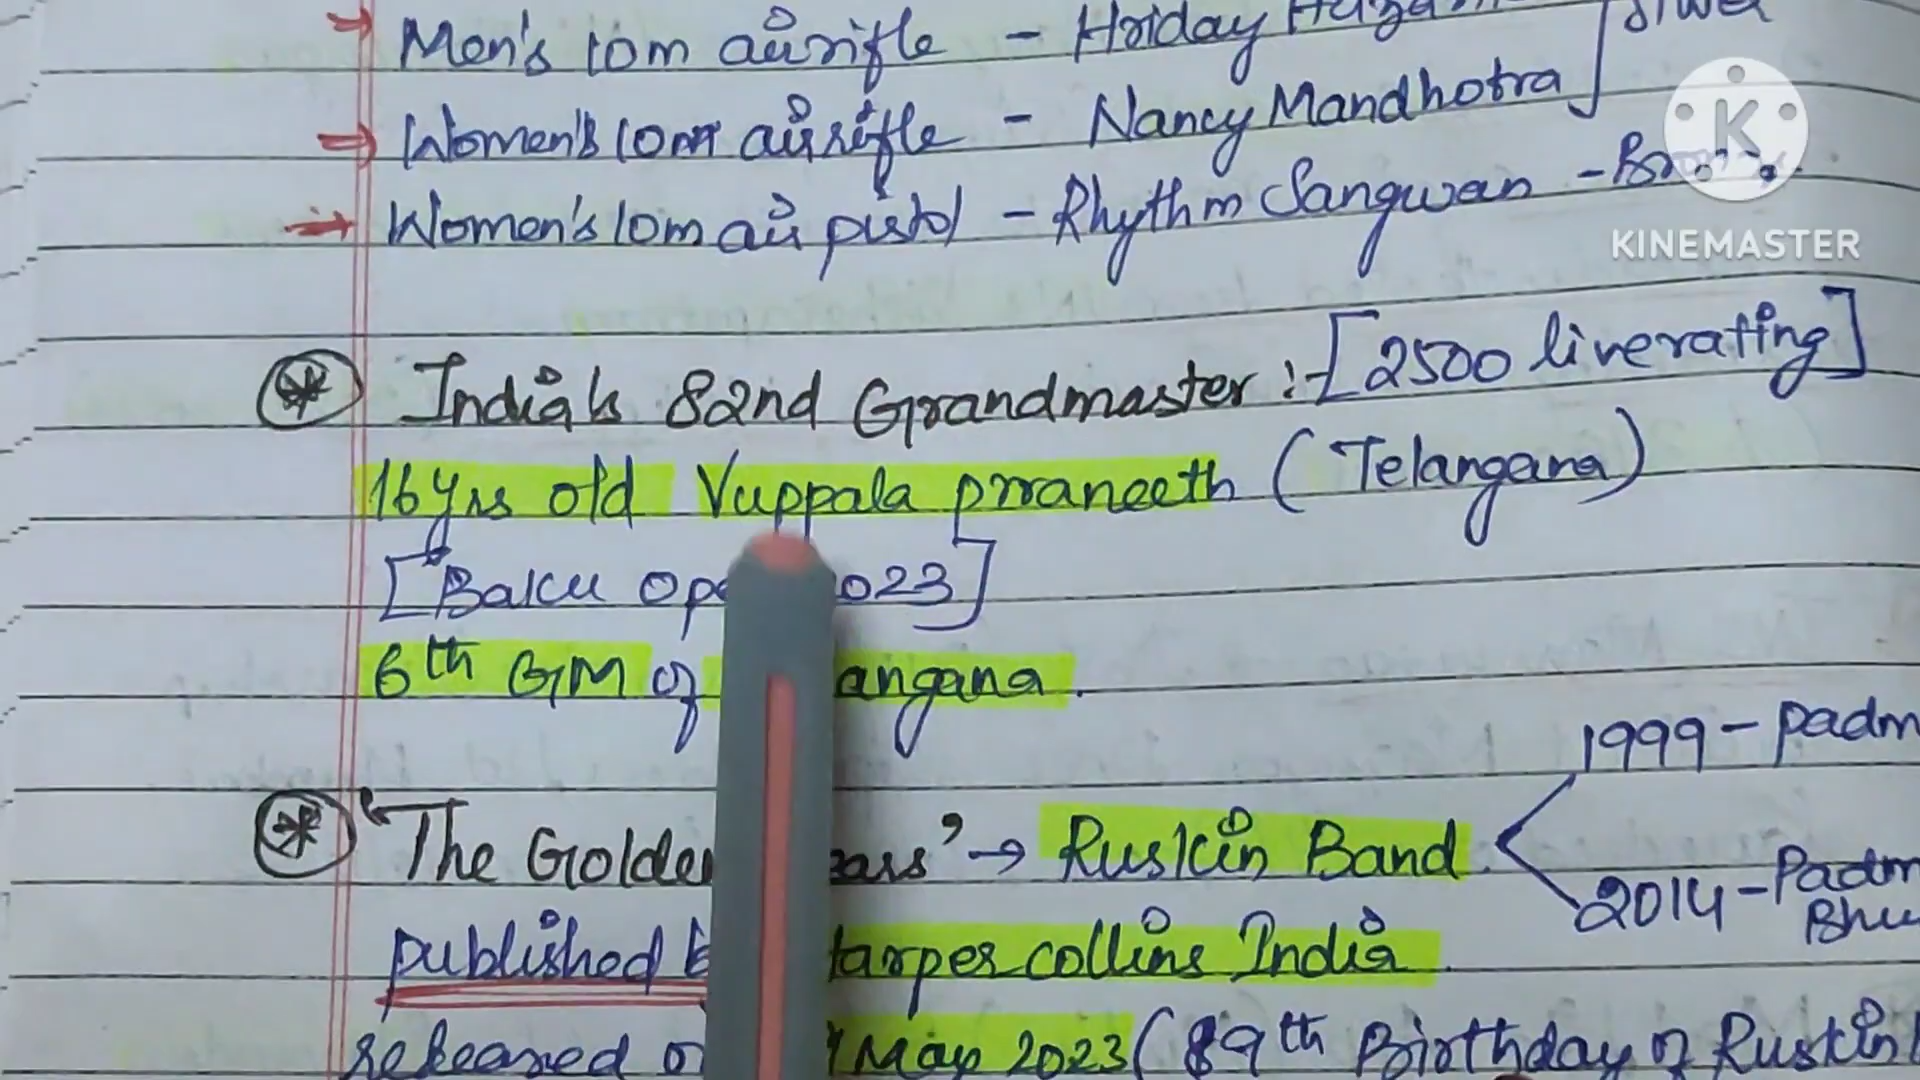 Men's 10m air rifle - Hriday
Women's 10m air rifle - Nancy Mandhotra
Women's 10m air pistol - Rhythm Sangwan -
KINEMASTER
India's 82nd Grandmaster :- [2500 live rating]
16 yrs old Vuppala prraneeth (Telangana)
[Baku 2023]
6th GM of angana.
1999 - Padm
'The Golden ears' → Ruskin Band
2014 - Padm
Bhu
published Harper collins India.
released May 2023 (89th Birthday of Ruskin